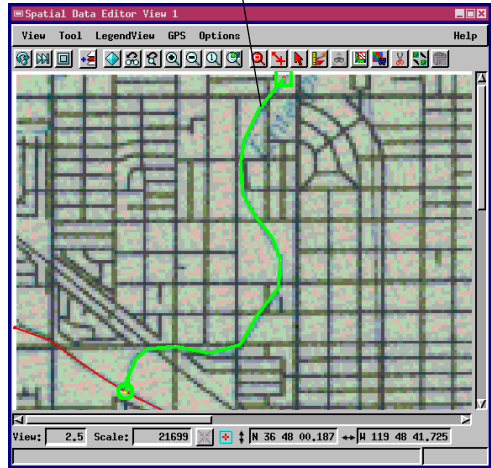 Spatial Data Editor View 1
View Tool LegendView GPS Options Help
View: 2.5 Scale: 21699 N 36 48 00.187 W 119 48 41.725